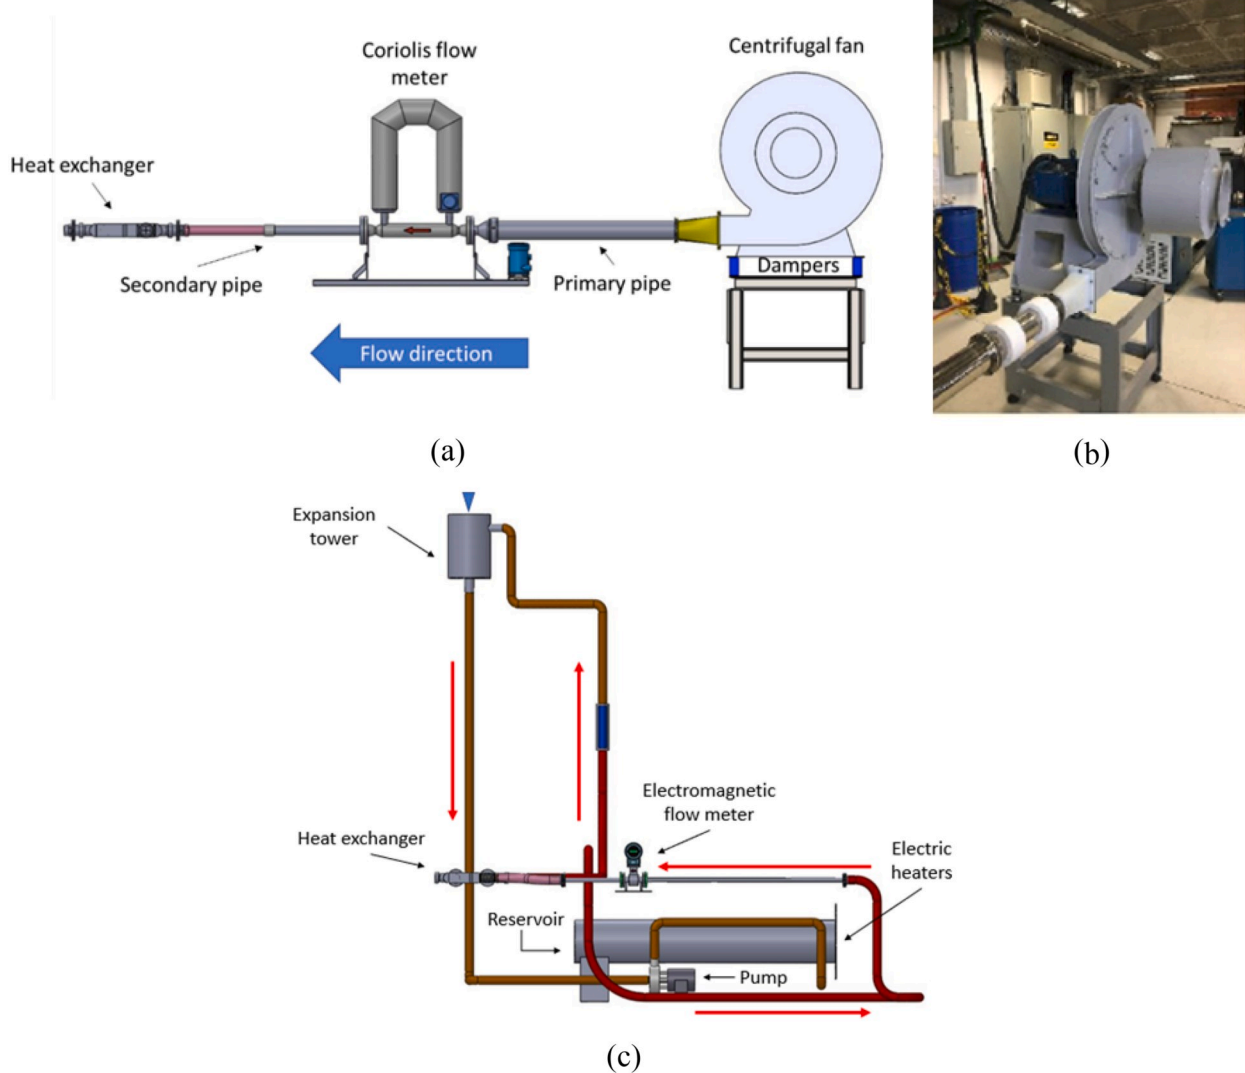 Coriolis flow
meter
Centrifugal fan
Heat exchanger
Secondary pipe
Primary pipe
Dampers
Flow direction
(a)
(b)
Expansion
tower
Electromagnetic
flow meter
Heat exchanger
Electric
heaters
Reservoir
Pump
(c)